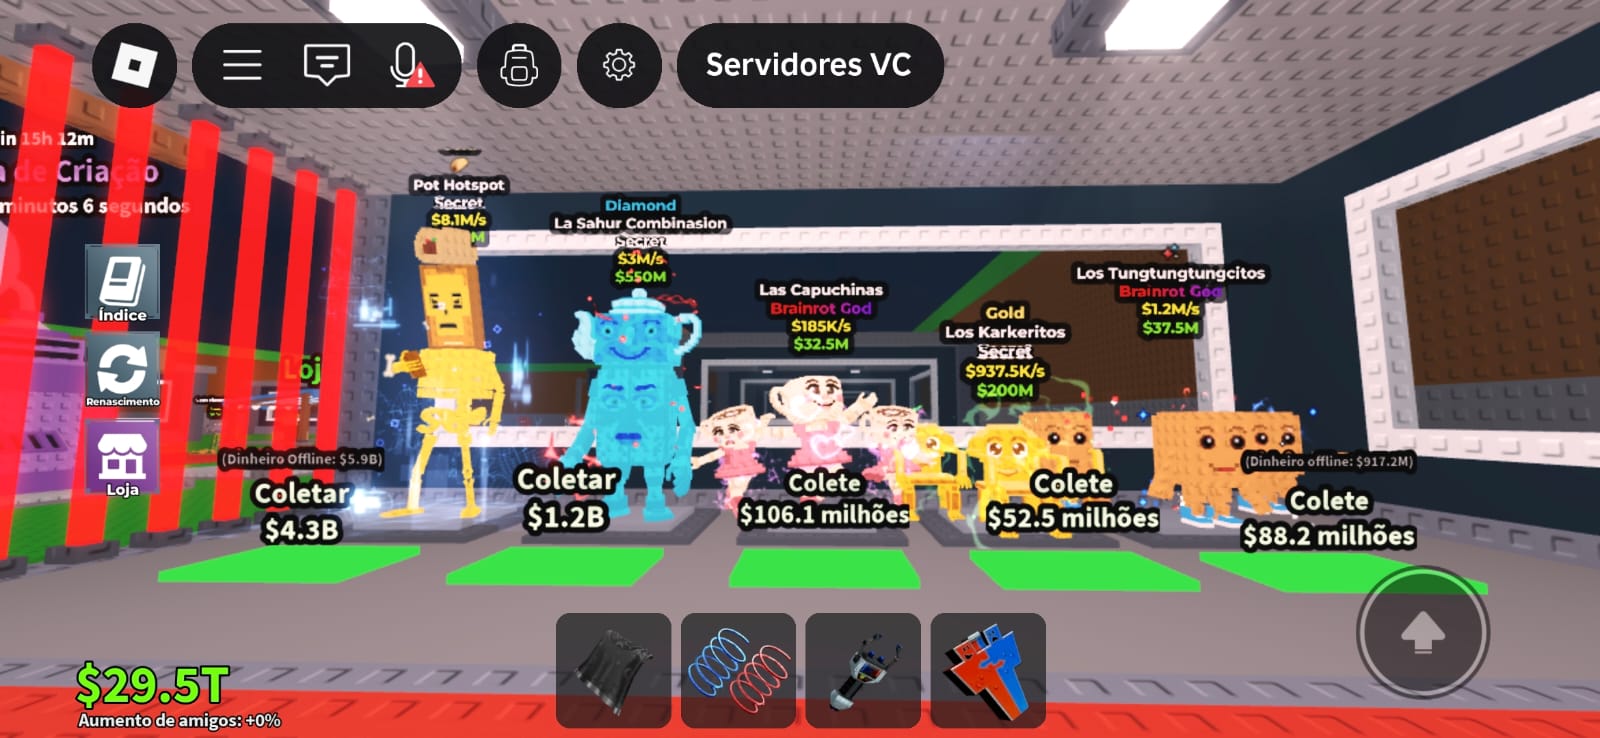 Servidores VC
in 15h 12m
a de Criação
minutos 6 segundos
Índice
Renascimento
Loja
Loj
Pot Hotspot
Secret
$8.1M/s
M
Diamond
La Sahur Combinasion
Secret
$3M/s
$550M
Las Capuchinas
Brainrot God
$185K/s
$32.5M
Gold
Los Karkeritos
Secret
$937.5K/s
$200M
Los Tungtungtungcitos
Brainrot God
$1.2M/s
$37.5M
(Dinheiro Offline: $5.9B)
Coletar
$4.3B
Coletar
$1.2B
Colete
$106.1 milhões
Colete
$52.5 milhões
(Dinheiro offline: $917.2M)
Colete
$88.2 milhões
$29.5T
Aumento de amigos: +0%